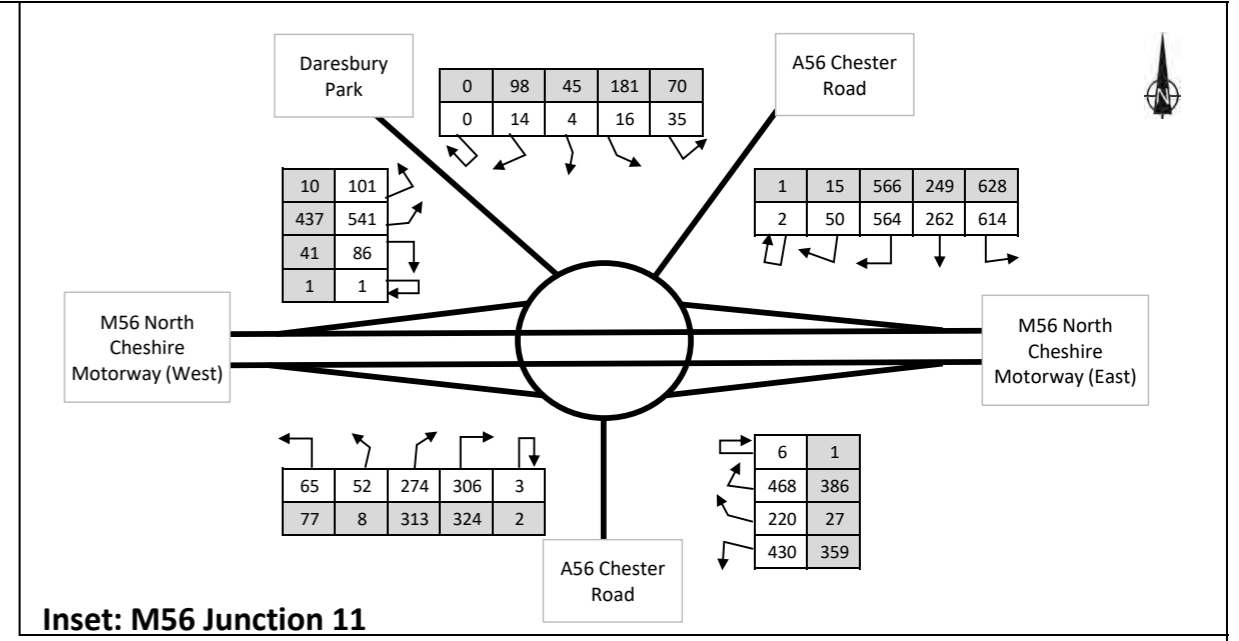 Daresbury
Park
A56 Chester
Road
N
0 98 45 181 70
0 14 4 16 35
10 101
437 541
41 86
1 1
1 15 566 249 628
2 50 564 262 614
M56 North
Cheshire
Motorway (West)
M56 North
Cheshire
Motorway (East)
65 52 274 306 3
77 8 313 324 2
6 1
468 386
220 27
430 359
A56 Chester
Road
Inset: M56 Junction 11